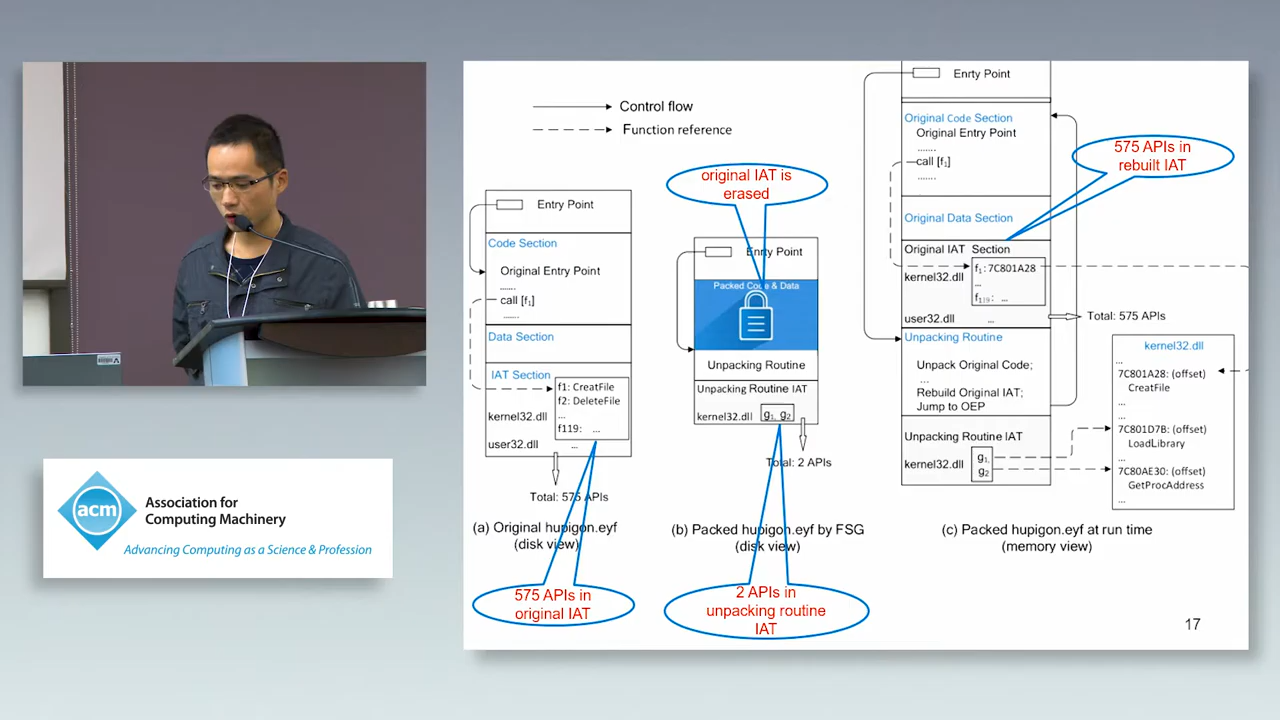 Control flow
Function reference
Entry Point
Code Section
Original Entry Point
.......
call [f₁]
.......
Data Section
IAT Section
f1: CreatFile
f2: DeleteFile
...
f119: ...
kernel32.dll
user32.dll ...
Total: 575 APIs
(a) Original hupigon.eyf
(disk view)
575 APIs in
original IAT
original IAT is
erased
Enrty Point
Packed Code & Data
Unpacking Routine
Unpacking Routine IAT
kernel32.dll
g₁, g₂
Total: 2 APIs
(b) Packed hupigon.eyf by FSG
(disk view)
2 APIs in
unpacking routine
IAT
Enrty Point
Original Code Section
Original Entry Point
.......
call [f₁]
.......
Original Data Section
Original IAT Section
f₁: 7C801A28
...
f₁₁₉: ...
kernel32.dll
user32.dll ...
Total: 575 APIs
575 APIs in
rebuilt IAT
Unpacking Routine
Unpack Original Code;
...
Rebuild Original IAT;
Jump to OEP
Unpacking Routine IAT
kernel32.dll
g₁,
g₂
kernel32.dll
...
7C801A28: (offset)
CreatFile
...
...
7C801D7B: (offset)
LoadLibrary
...
7C80AE30: (offset)
GetProcAddress
...
(c) Packed hupigon.eyf at run time
(memory view)
17
acm
Association for
Computing Machinery
Advancing Computing as a Science & Profession